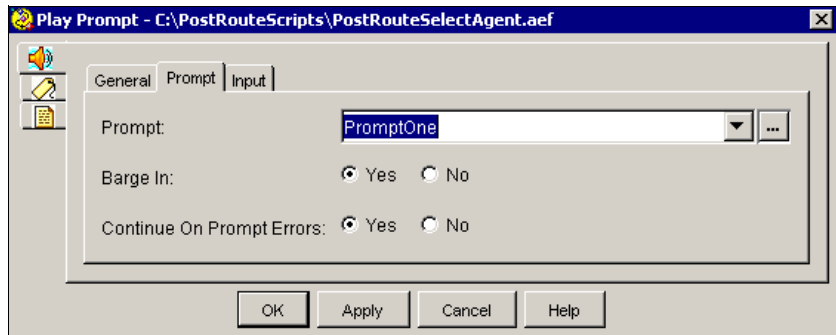 Play Prompt - C:\PostRouteScripts\PostRouteSelectAgent.aef
General Prompt Input
Prompt: PromptOne ...
Barge In: Yes No
Continue On Prompt Errors: Yes No
OK Apply Cancel Help